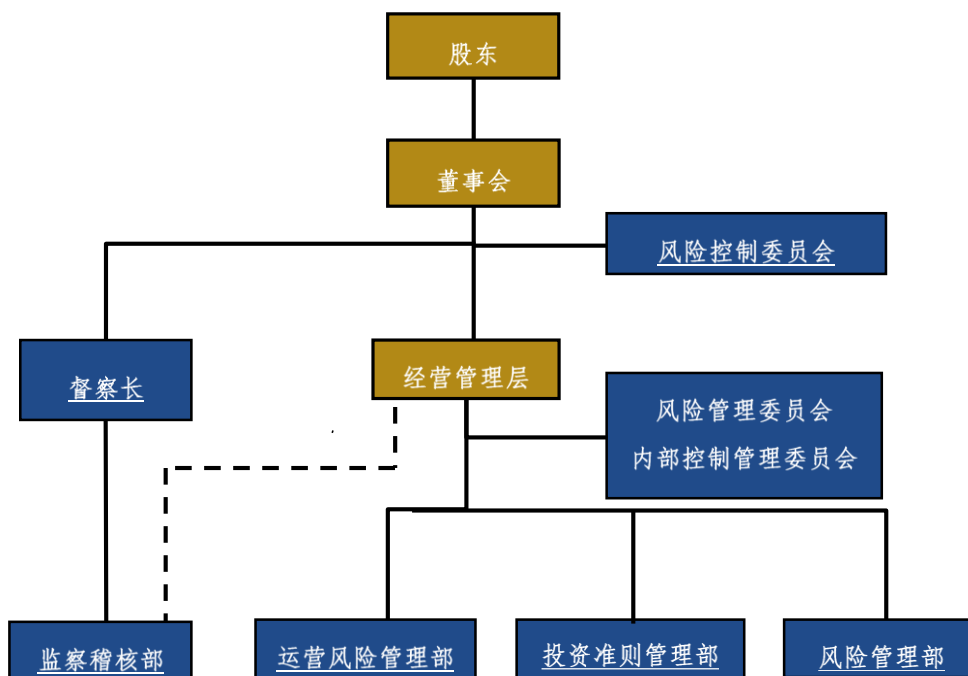 股东
董事会
风险控制委员会
督察长
经营管理层
风险管理委员会
内部控制管理委员会
监察稽核部
运营风险管理部
投资准则管理部
风险管理部